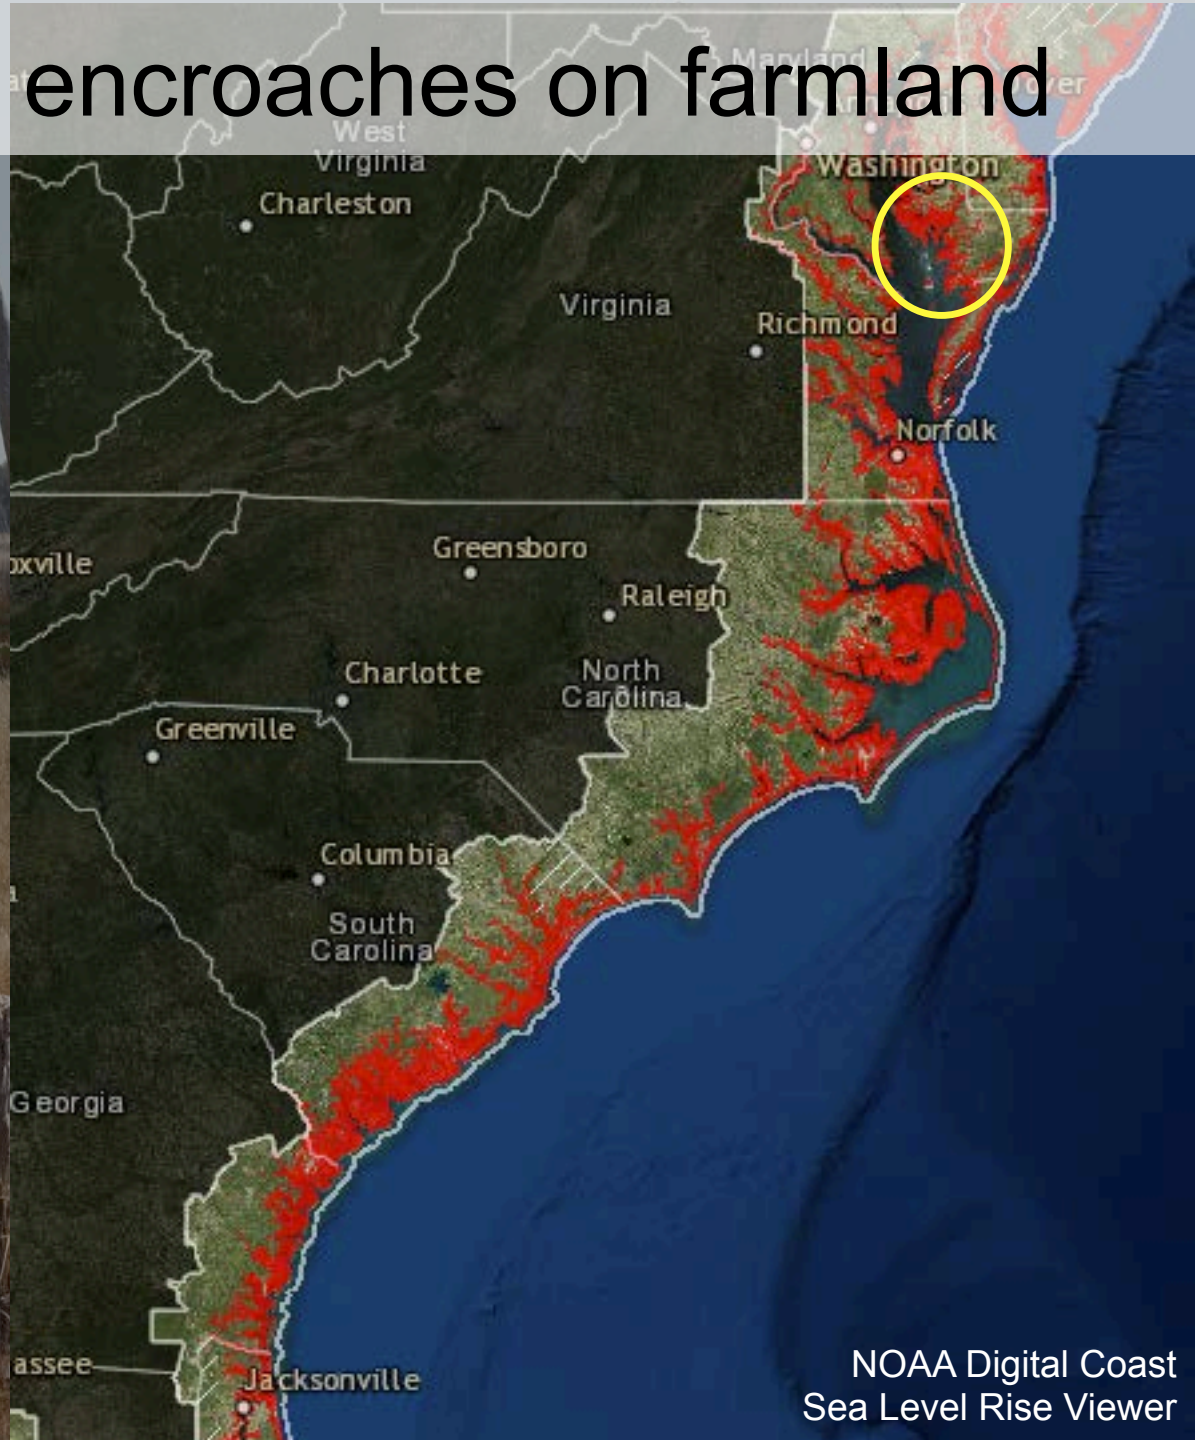 encroaches on farmland
Maryland
West
Virginia
Washington
Charleston
Virginia
Richmond
Norfolk
Greensboro
Raleigh
Charlotte
North
Carolina
Greenville
Columbia
South
Carolina
Georgia
Jacksonville
NOAA Digital Coast
Sea Level Rise Viewer